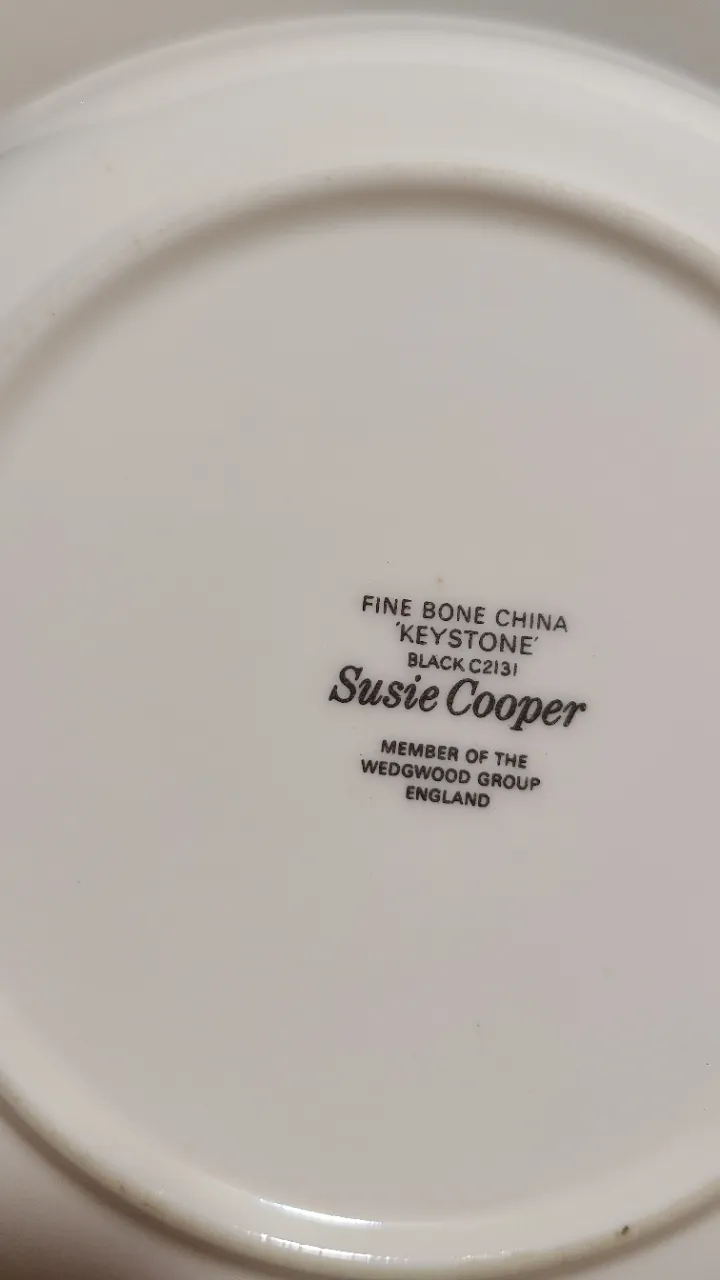 FINE BONE CHINA
'KEYSTONE'
BLACK C2131
Susie Cooper
MEMBER OF THE
WEDGWOOD GROUP
ENGLAND